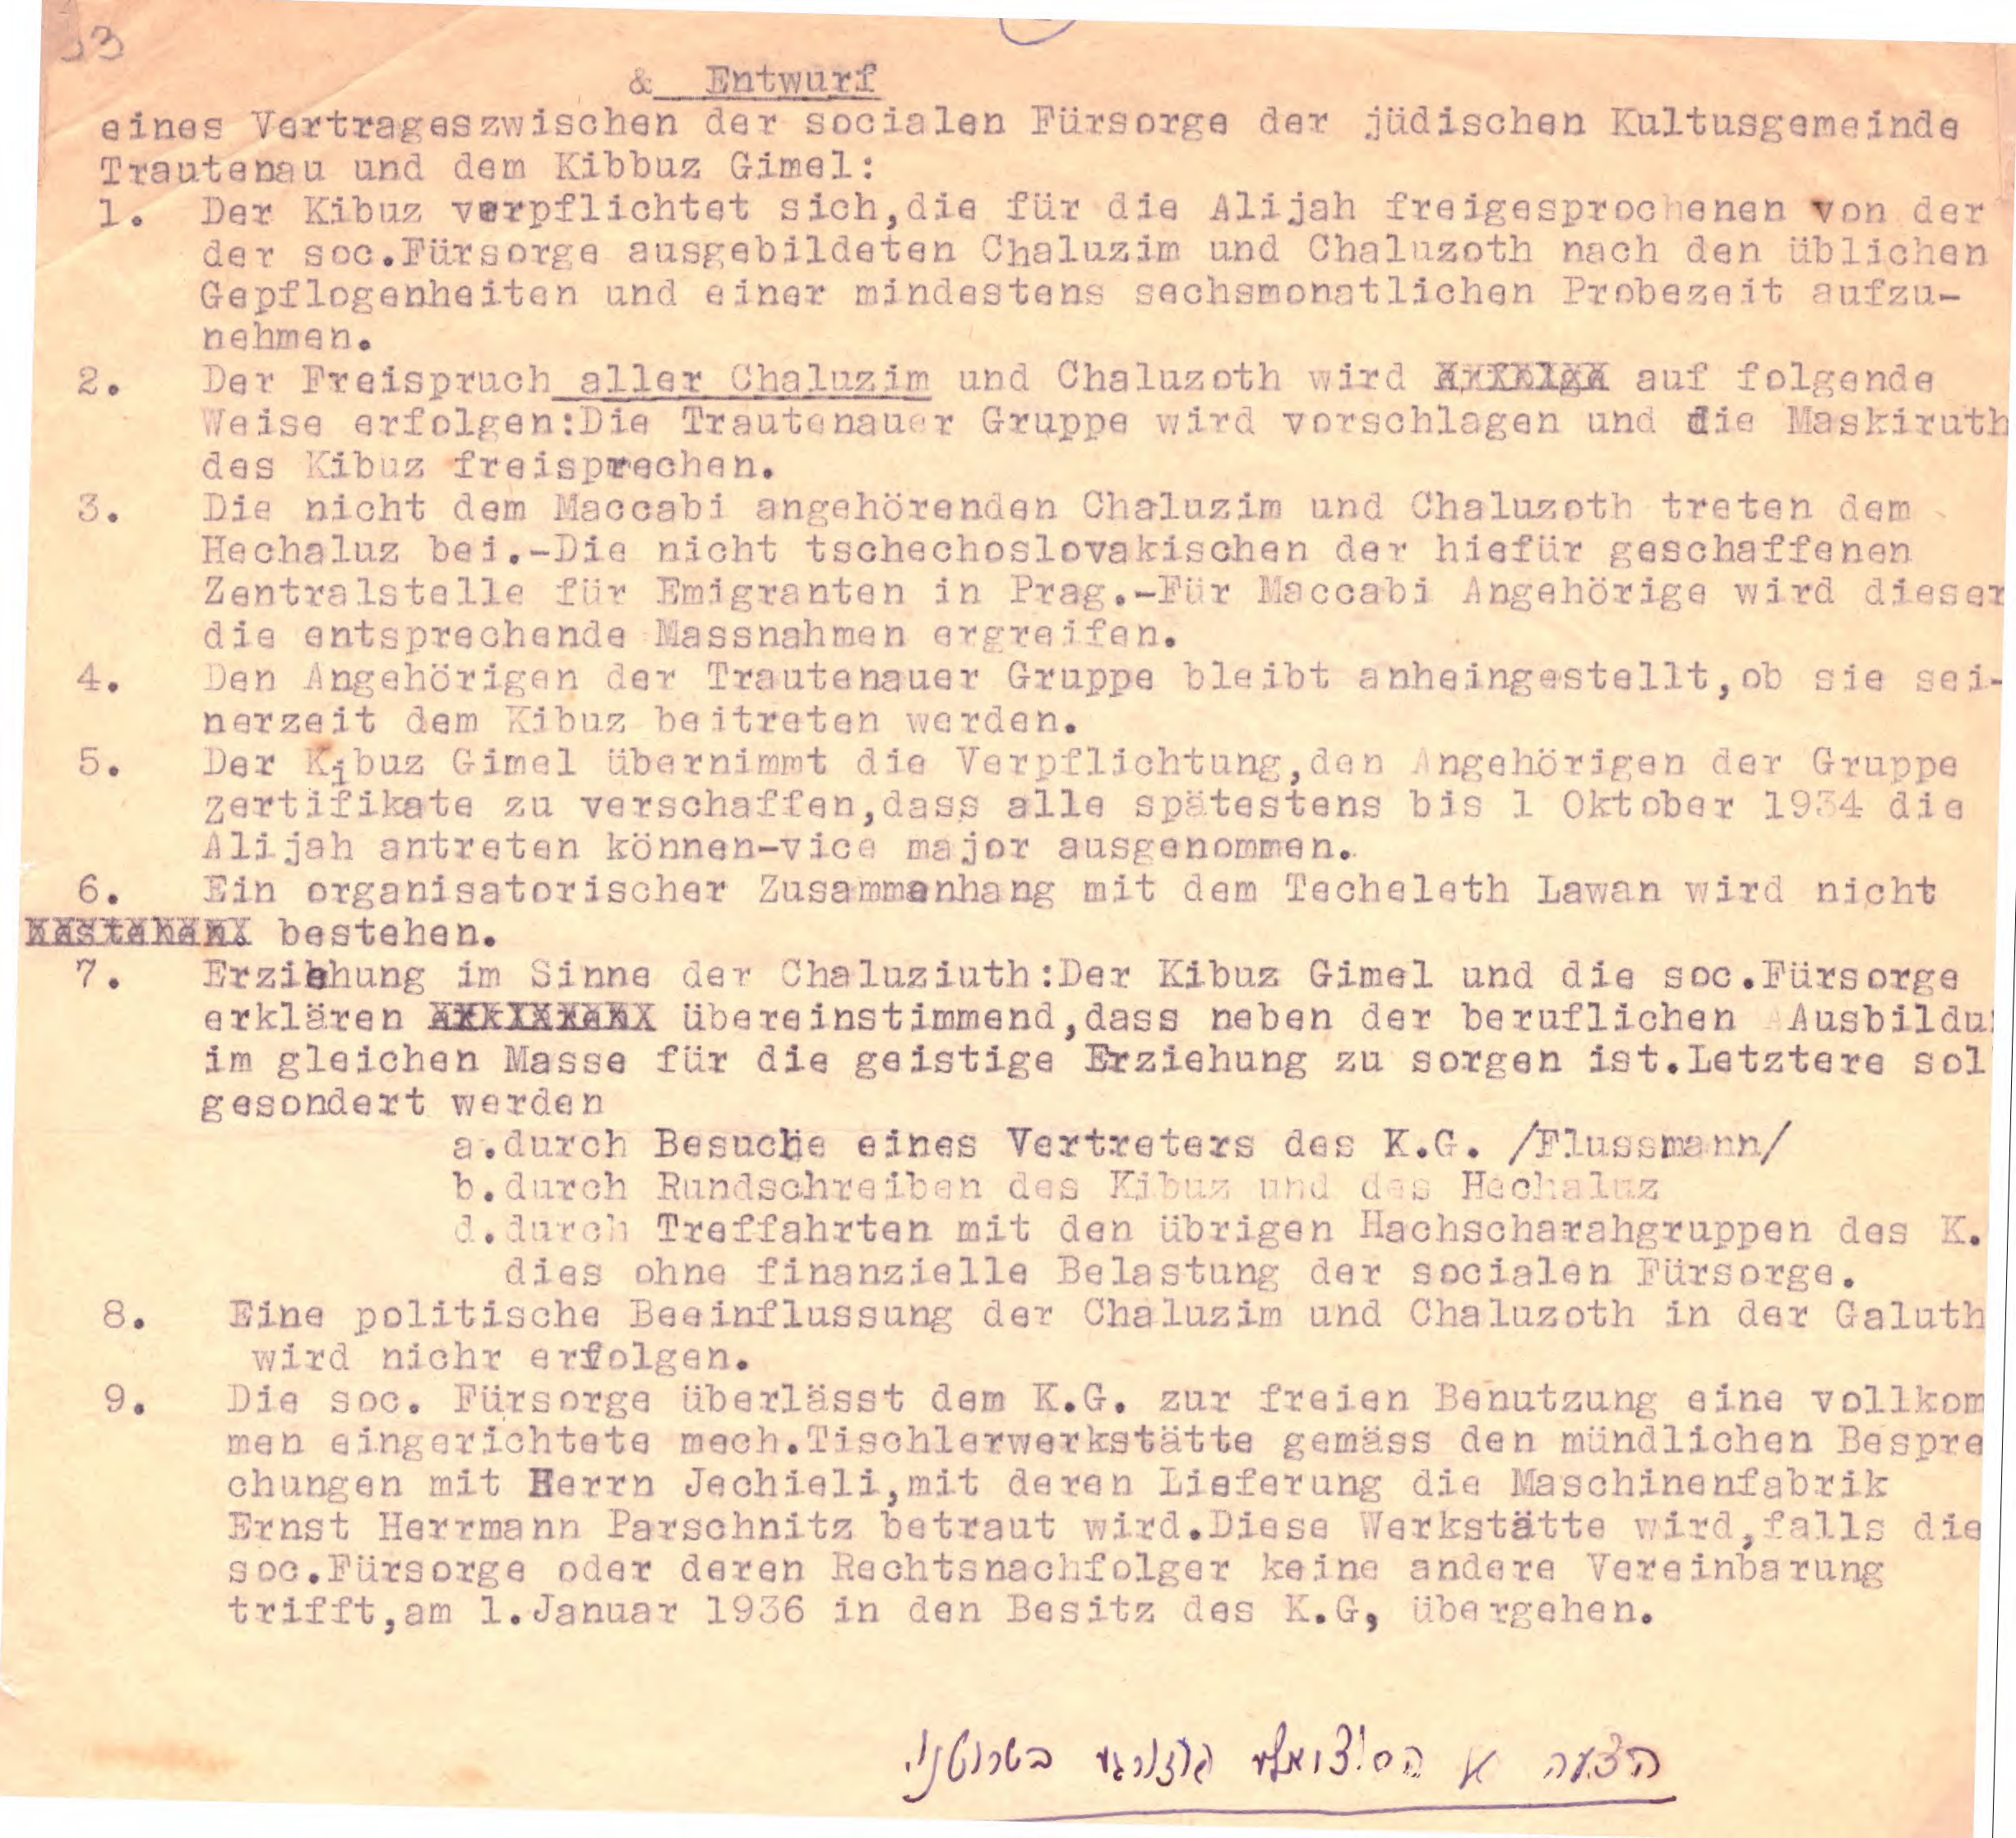 33
& Entwurf
eines Vertrageszwischen der socialen Fürsorge der jüdischen Kultusgemeinde
Trautenau und dem Kibbuz Gimel:
1. Der Kibuz verpflichtet sich,die für die Alijah freigesprochenen von der
der soc.Fürsorge ausgebildeten Chaluzim und Chaluzoth nach den üblichen
Gepflogenheiten und einer mindestens sechsmonatlichen Probezeit aufzu-
nehmen.
2. Der Freispruch aller Chaluzim und Chaluzoth wird auf folgende
Weise erfolgen:Die Trautenauer Gruppe wird vorschlagen und die Maskiruth
des Kibuz freisprechen.
3. Die nicht dem Maccabi angehörenden Chaluzim und Chaluzoth treten dem
Hechaluz bei.-Die nicht tschechoslovakischen der hiefür geschaffenen
Zentralstelle für Emigranten in Prag.-Für Maccabi Angehörige wird dieser
die entsprechende Massnahmen ergreifen.
4. Den Angehörigen der Trautenauer Gruppe bleibt anheingestellt,ob sie sei-
nerzeit dem Kibuz beitreten werden.
5. Der Kibuz Gimel übernimmt die Verpflichtung,den Angehörigen der Gruppe
zertifikate zu verschaffen,dass alle spätestens bis 1 Oktober 1934 die
Alijah antreten können-vice major ausgenommen.
6. Ein organisatorischer Zusammenhang mit dem Techeleth Lawan wird nicht
bestehen.
7. Erziehung im Sinne der Chaluziuth:Der Kibuz Gimel und die soc.Fürsorge
erklären übereinstimmend,dass neben der beruflichen Ausbildu
im gleichen Masse für die geistige Erziehung zu sorgen ist.Letztere sol
gesondert werden
a.durch Besuche eines Vertreters des K.G. /Flussmann/
b.durch Rundschreiben des Kibuz und des Hechaluz
d.durch Treffahrten mit den übrigen Hachscharahgruppen des K.
dies ohne finanzielle Belastung der socialen Fürsorge.
8. Eine politische Beeinflussung der Chaluzim und Chaluzoth in der Galuth
wird nichr erfolgen.
9. Die soc. Fürsorge überlässt dem K.G. zur freien Benutzung eine vollkom
men eingerichtete mech.Tischlerwerkstätte gemäss den mündlichen Bespre
chungen mit Herrn Jechieli,mit deren Lieferung die Maschinenfabrik
Ernst Herrmann Parschnitz betraut wird.Diese Werkstätte wird,falls die
soc.Fürsorge oder deren Rechtsnachfolger keine andere Vereinbarung
trifft,am 1.Januar 1936 in den Besitz des K.G, übergehen.
הצעה של